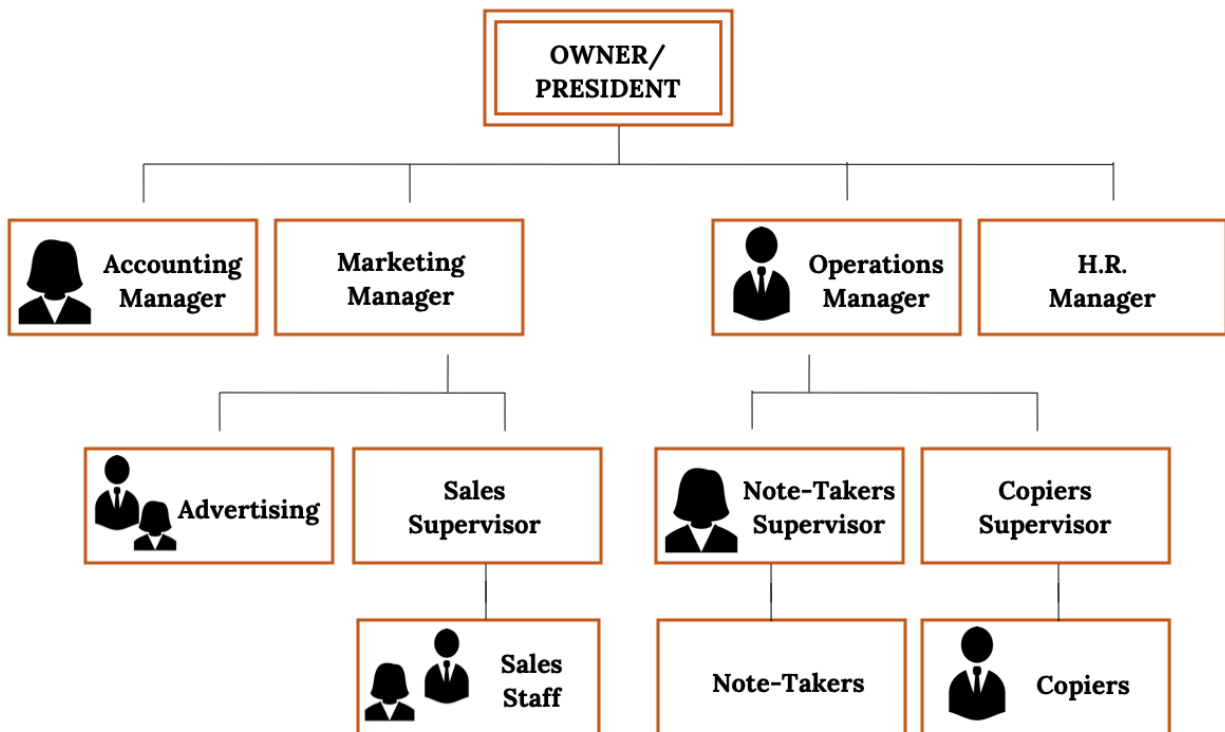 OWNER/
PRESIDENT
Accounting
Manager
Marketing
Manager
Operations
Manager
H.R.
Manager
Advertising
Sales
Supervisor
Note-Takers
Supervisor
Copiers
Supervisor
Sales
Staff
Note-Takers
Copiers